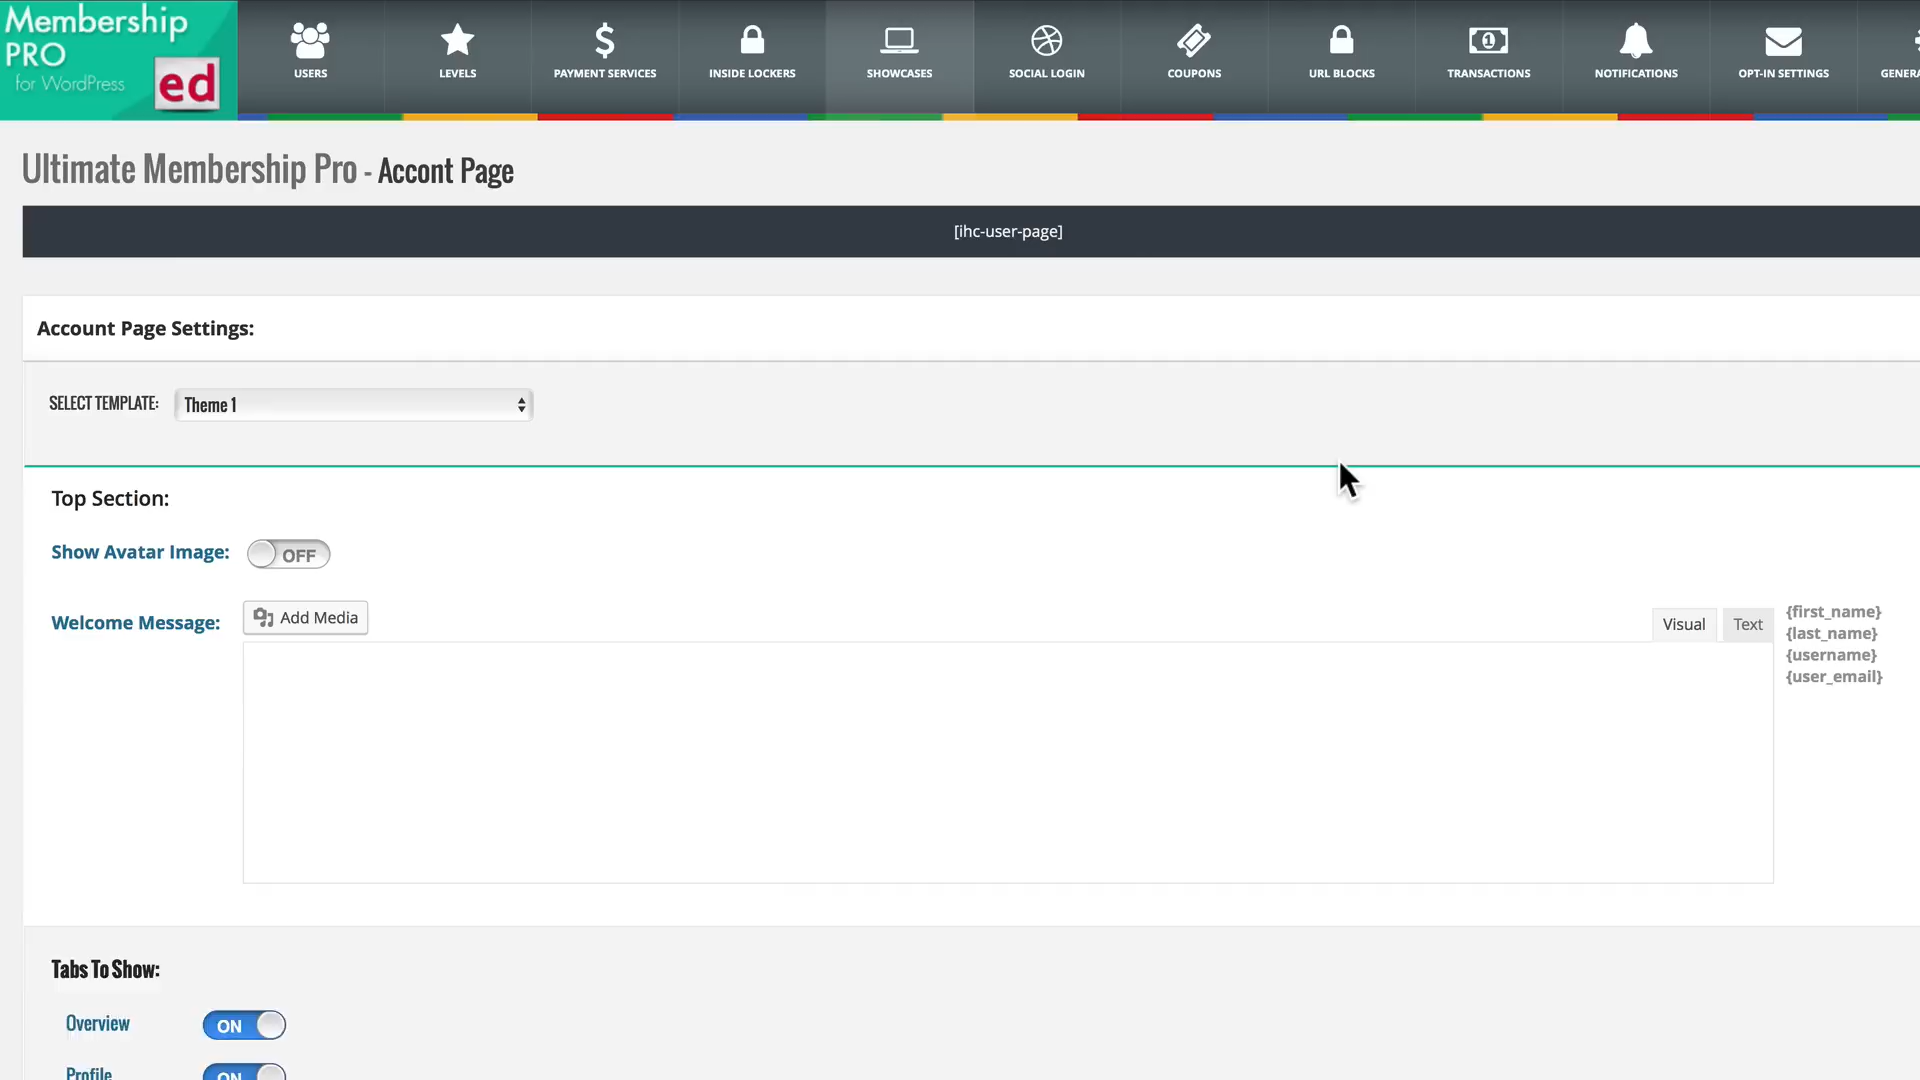 Membership
PRO
for WordPress
ed
USERS
LEVELS
PAYMENT SERVICES
INSIDE LOCKERS
SHOWCASES
SOCIAL LOGIN
COUPONS
URL BLOCKS
TRANSACTIONS
NOTIFICATIONS
OPT-IN SETTINGS
Ultimate Membership Pro - Accont Page
[ihc-user-page]
Account Page Settings:
SELECT TEMPLATE: Theme 1
Top Section:
Show Avatar Image: OFF
Welcome Message: Add Media
Visual Text
{first_name}
{last_name}
{username}
{user_email}
Tabs To Show:
Overview ON
Profile ON